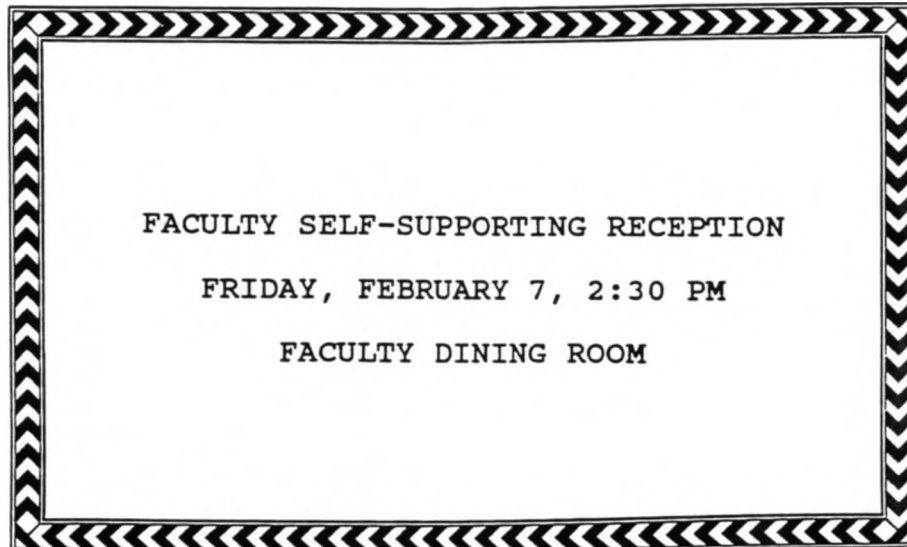 FACULTY SELF-SUPPORTING RECEPTION
FRIDAY, FEBRUARY 7, 2:30 PM
FACULTY DINING ROOM